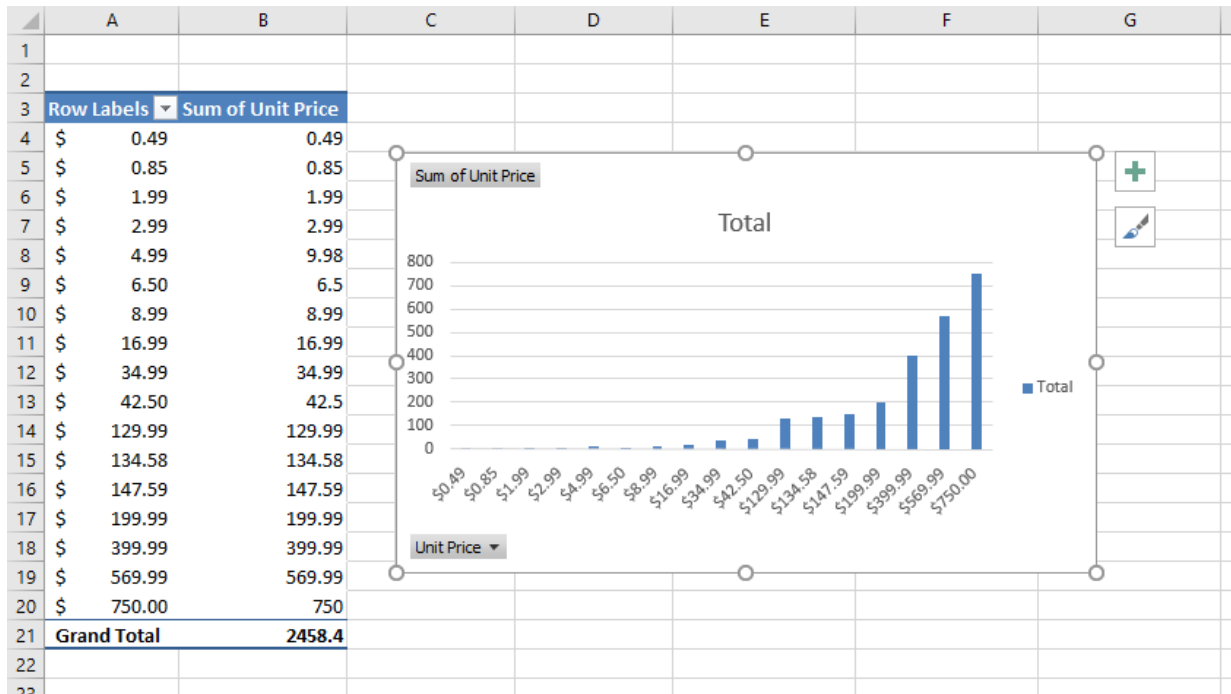 A B C D E F G
1
2
3 Row Labels Sum of Unit Price
4 $ 0.49 0.49
5 $ 0.85 0.85
6 $ 1.99 1.99
7 $ 2.99 2.99
8 $ 4.99 9.98
9 $ 6.50 6.5
10 $ 8.99 8.99
11 $ 16.99 16.99
12 $ 34.99 34.99
13 $ 42.50 42.5
14 $ 129.99 129.99
15 $ 134.58 134.58
16 $ 147.59 147.59
17 $ 199.99 199.99
18 $ 399.99 399.99
19 $ 569.99 569.99
20 $ 750.00 750
21 Grand Total 2458.4
22
23
Sum of Unit Price
Total
800
700
600
500
400
300
200
100
0
$0.49 $0.85 $1.99 $2.99 $4.99 $6.50 $8.99 $16.99 $34.99 $42.50 $129.99 $134.58 $147.59 $199.99 $399.99 $569.99 $750.00
Total
Unit Price